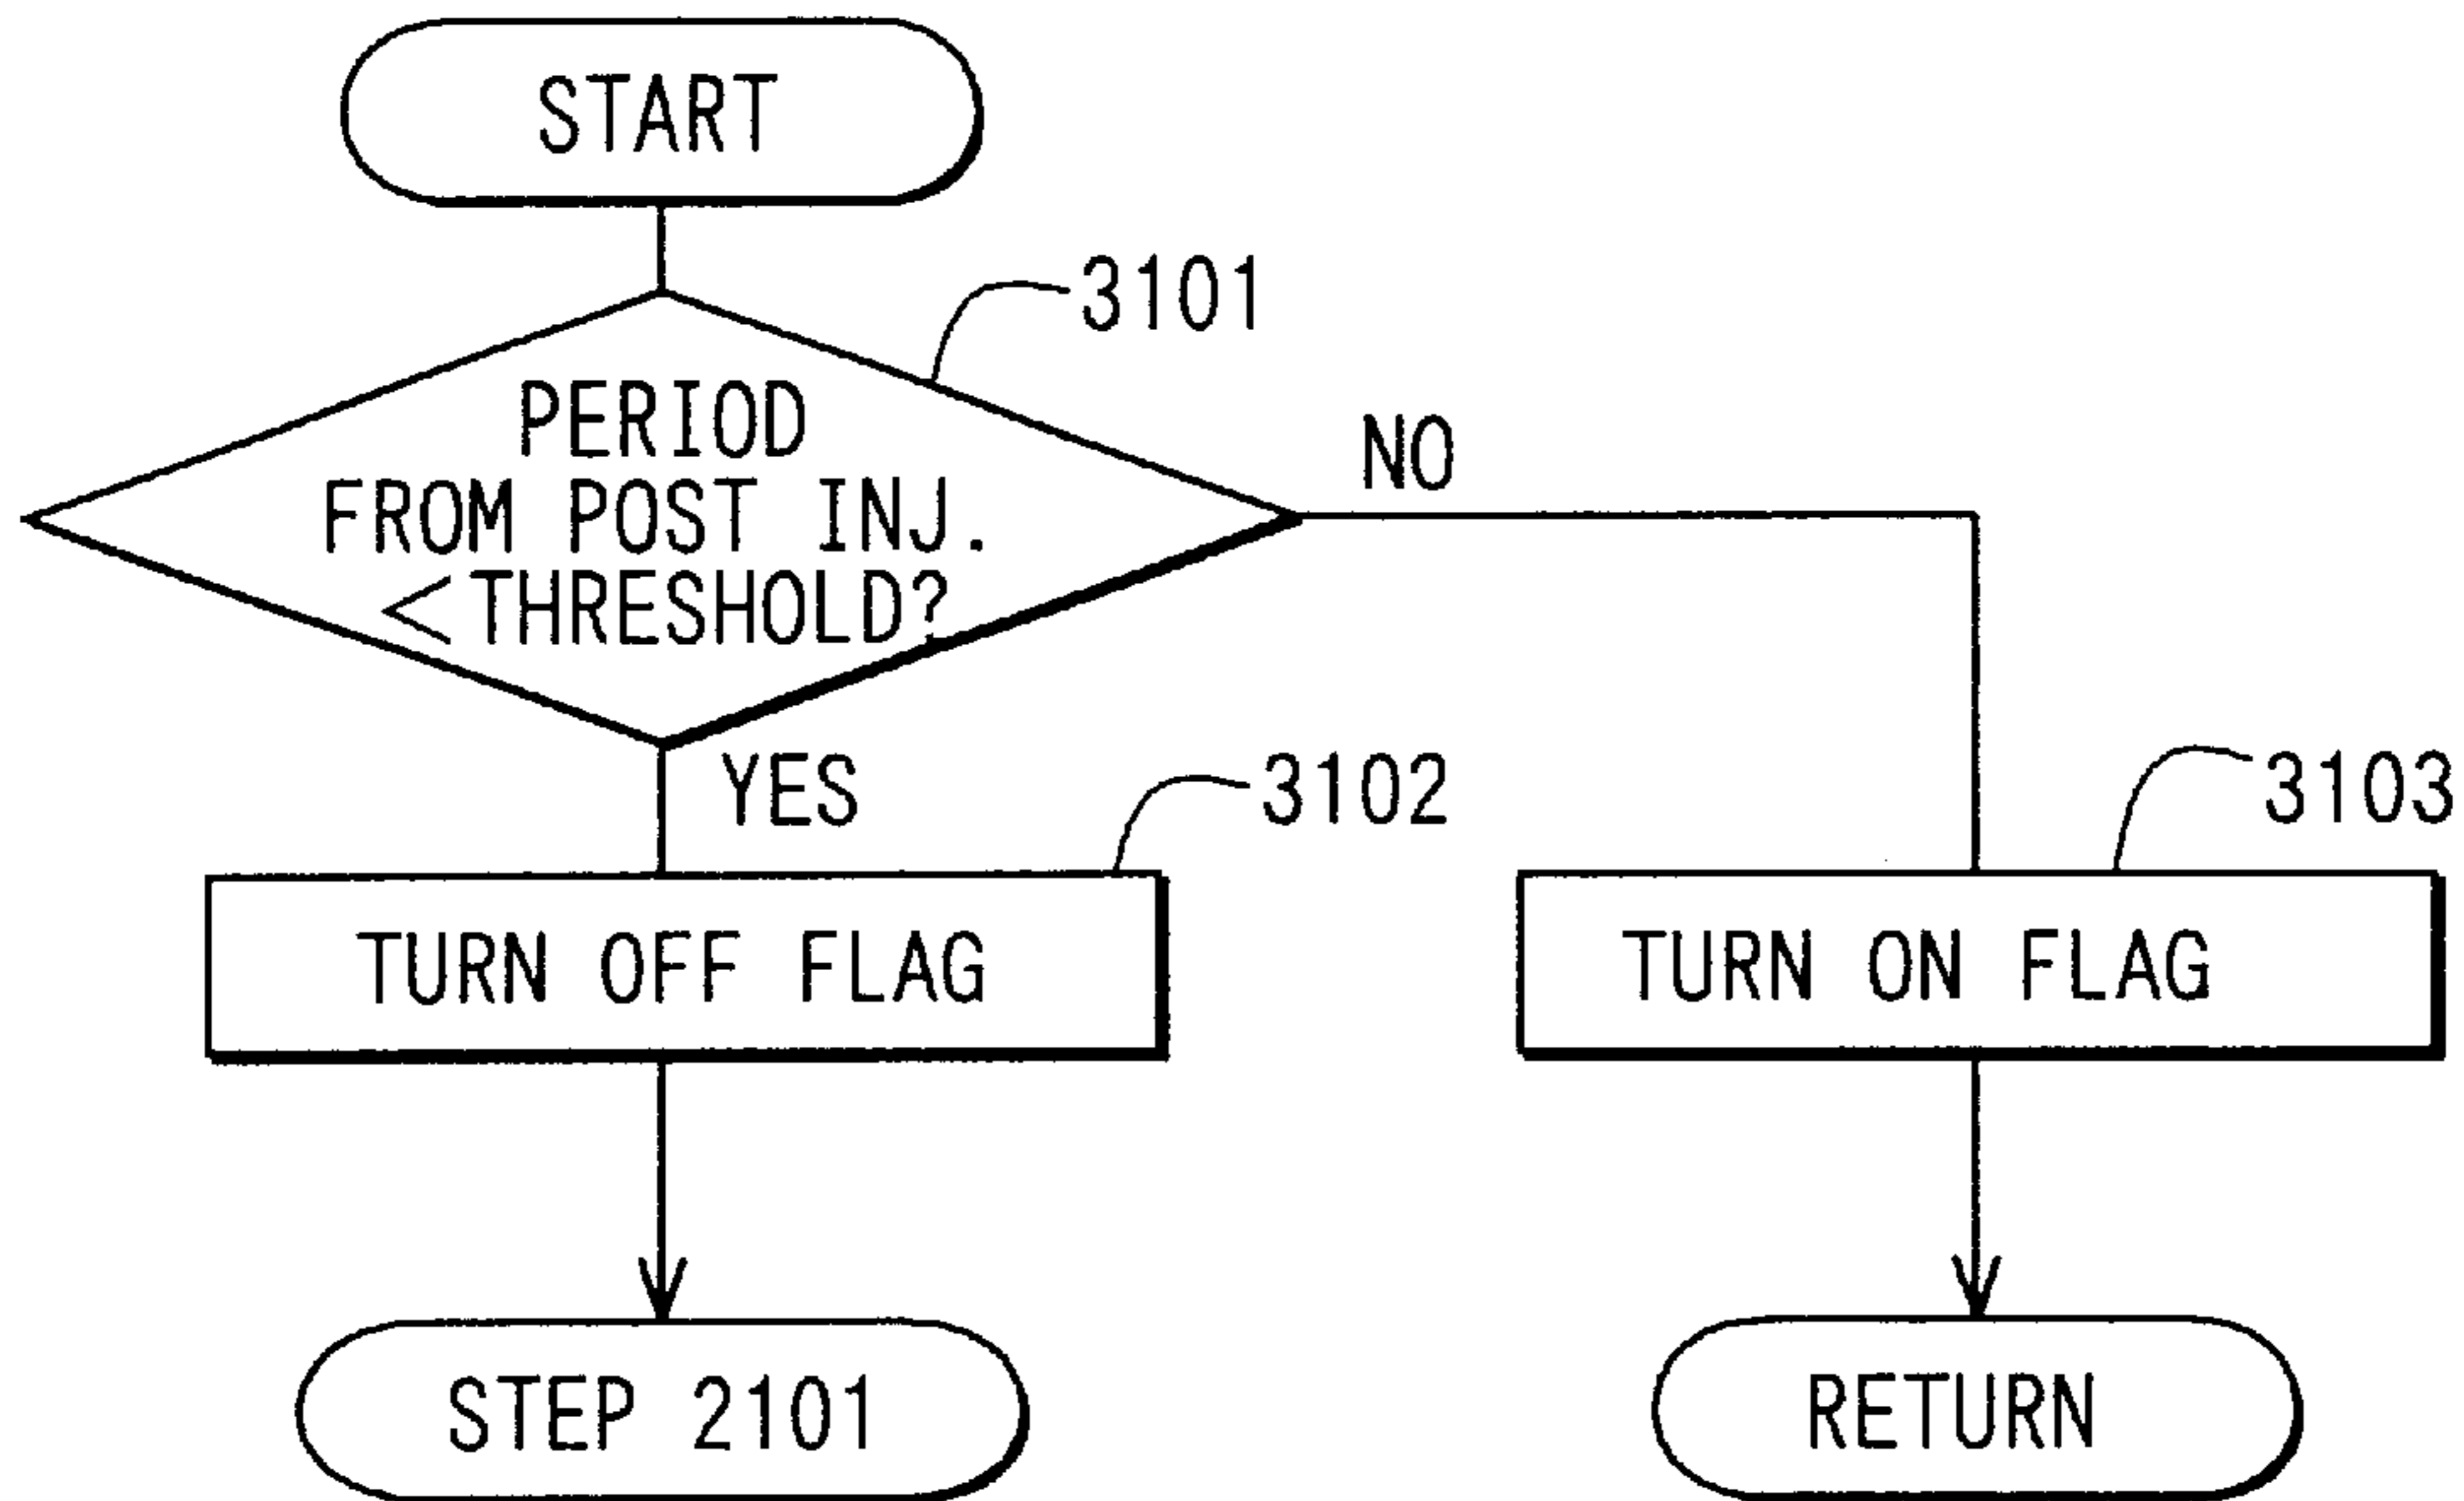 START
3101
PERIOD
FROM POST INJ.
<THRESHOLD?
NO
YES
3102
3103
TURN OFF FLAG
TURN ON FLAG
STEP 2101
RETURN